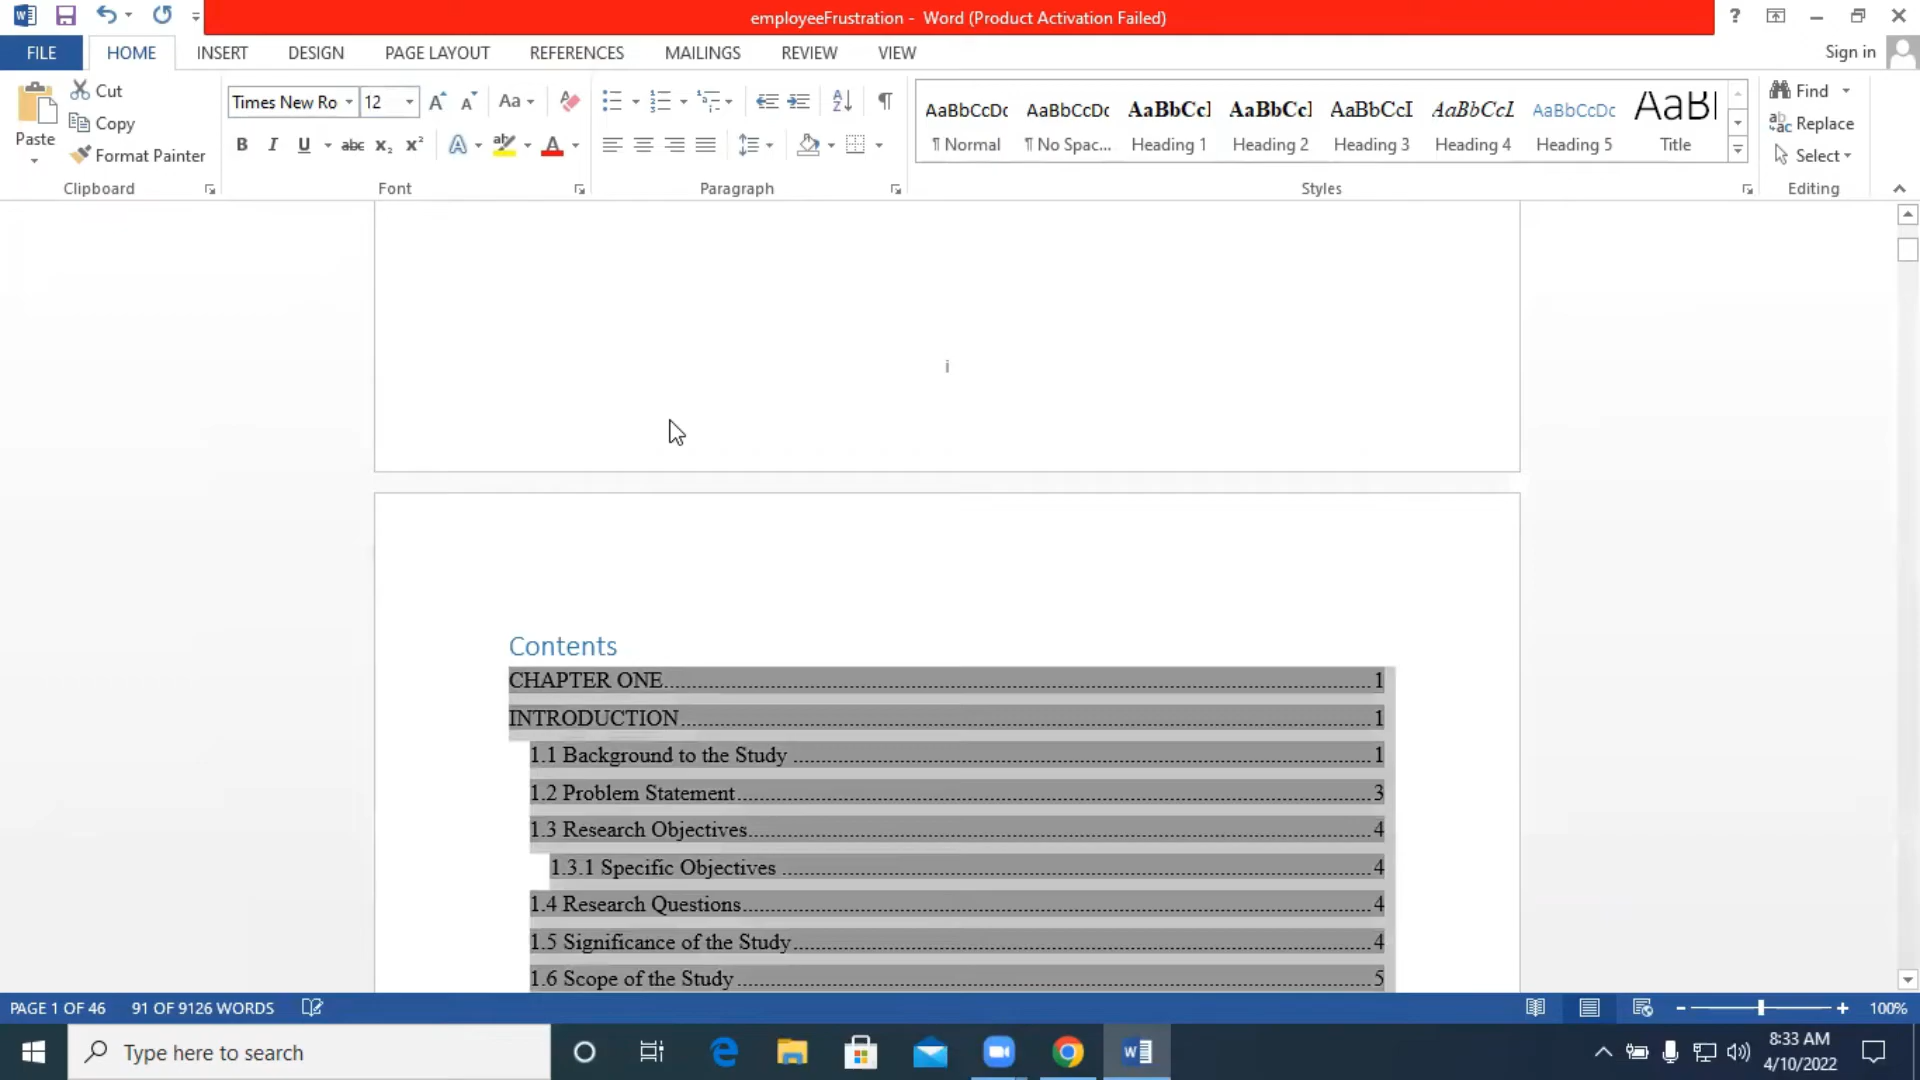 employeeFrustration - Word (Product Activation Failed)
FILE HOME INSERT DESIGN PAGE LAYOUT REFERENCES MAILINGS REVIEW VIEW Sign in
Paste
Cut
Copy
Format Painter
Clipboard
Times New Ro 12
Font
Paragraph
AaBbCcDc ¶ Normal
AaBbCcDc ¶ No Spac...
AaBbCcI Heading 1
AaBbCcI Heading 2
AaBbCcI Heading 3
AaBbCcI Heading 4
AaBbCcDc Heading 5
AaBI Title
Styles
Find
Replace
Select
Editing
i
Contents
CHAPTER ONE 1
INTRODUCTION 1
1.1 Background to the Study 1
1.2 Problem Statement 3
1.3 Research Objectives 4
1.3.1 Specific Objectives 4
1.4 Research Questions 4
1.5 Significance of the Study 4
1.6 Scope of the Study 5
PAGE 1 OF 46 91 OF 9126 WORDS 100%
Type here to search
8:33 AM
4/10/2022